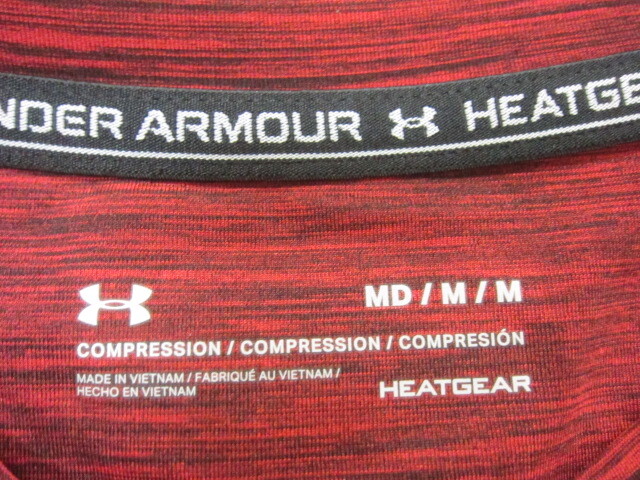 NDER ARMOUR HEATGE
MD / M / M
COMPRESSION / COMPRESSION / COMPRESIÓN
MADE IN VIETNAM / FABRIQUÉ AU VIETNAM /
HECHO EN VIETNAM
HEATGEAR